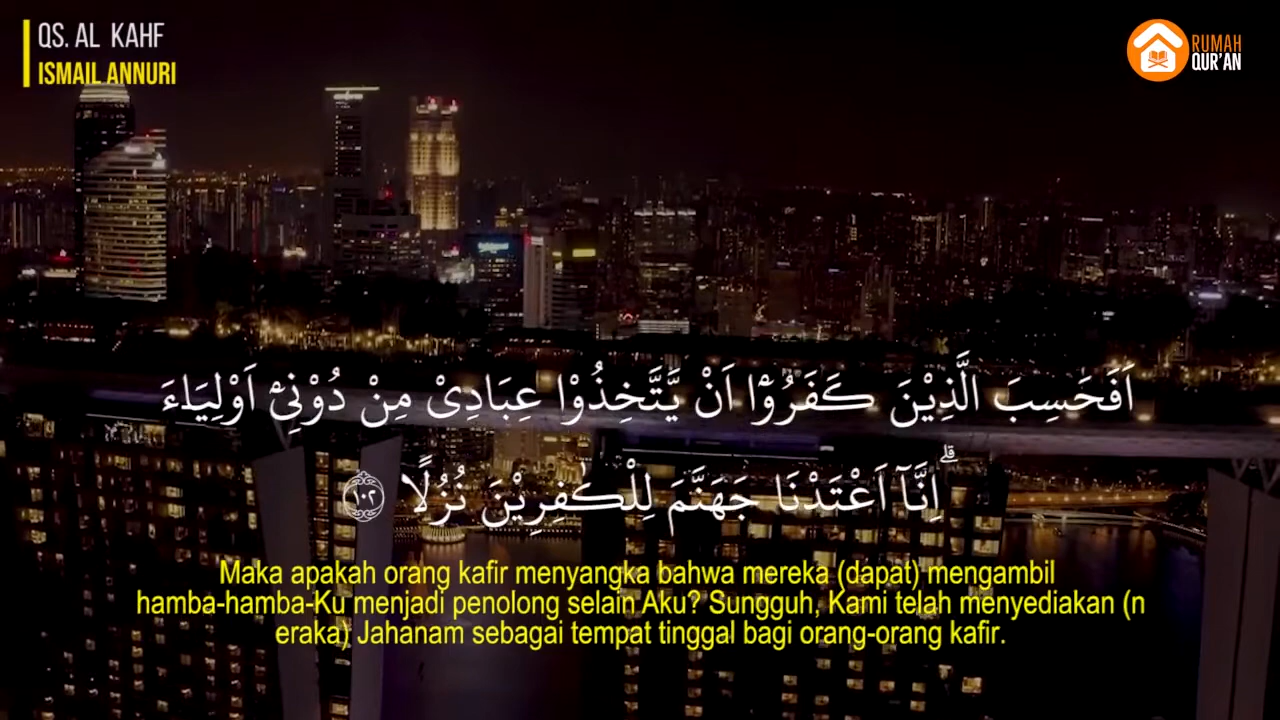 QS. AL KAHF
ISMAIL ANNURI
RUMAH
QUR'AN
اَفَحَسِبَ الَّذِيْنَ كَفَرُوْٓا اَنْ يَّتَّخِذُوْا عِبَادِيْ مِنْ دُوْنِيْٓ اَوْلِيَاۤءَ
ۗ اِنَّآ اَعْتَدْنَا جَهَنَّمَ لِلْكٰفِرِيْنَ نُزُلًا ١٠٢
Maka apakah orang kafir menyangka bahwa mereka (dapat) mengambil
hamba-hamba-Ku menjadi penolong selain Aku? Sungguh, Kami telah menyediakan (n
eraka) Jahanam sebagai tempat tinggal bagi orang-orang kafir.